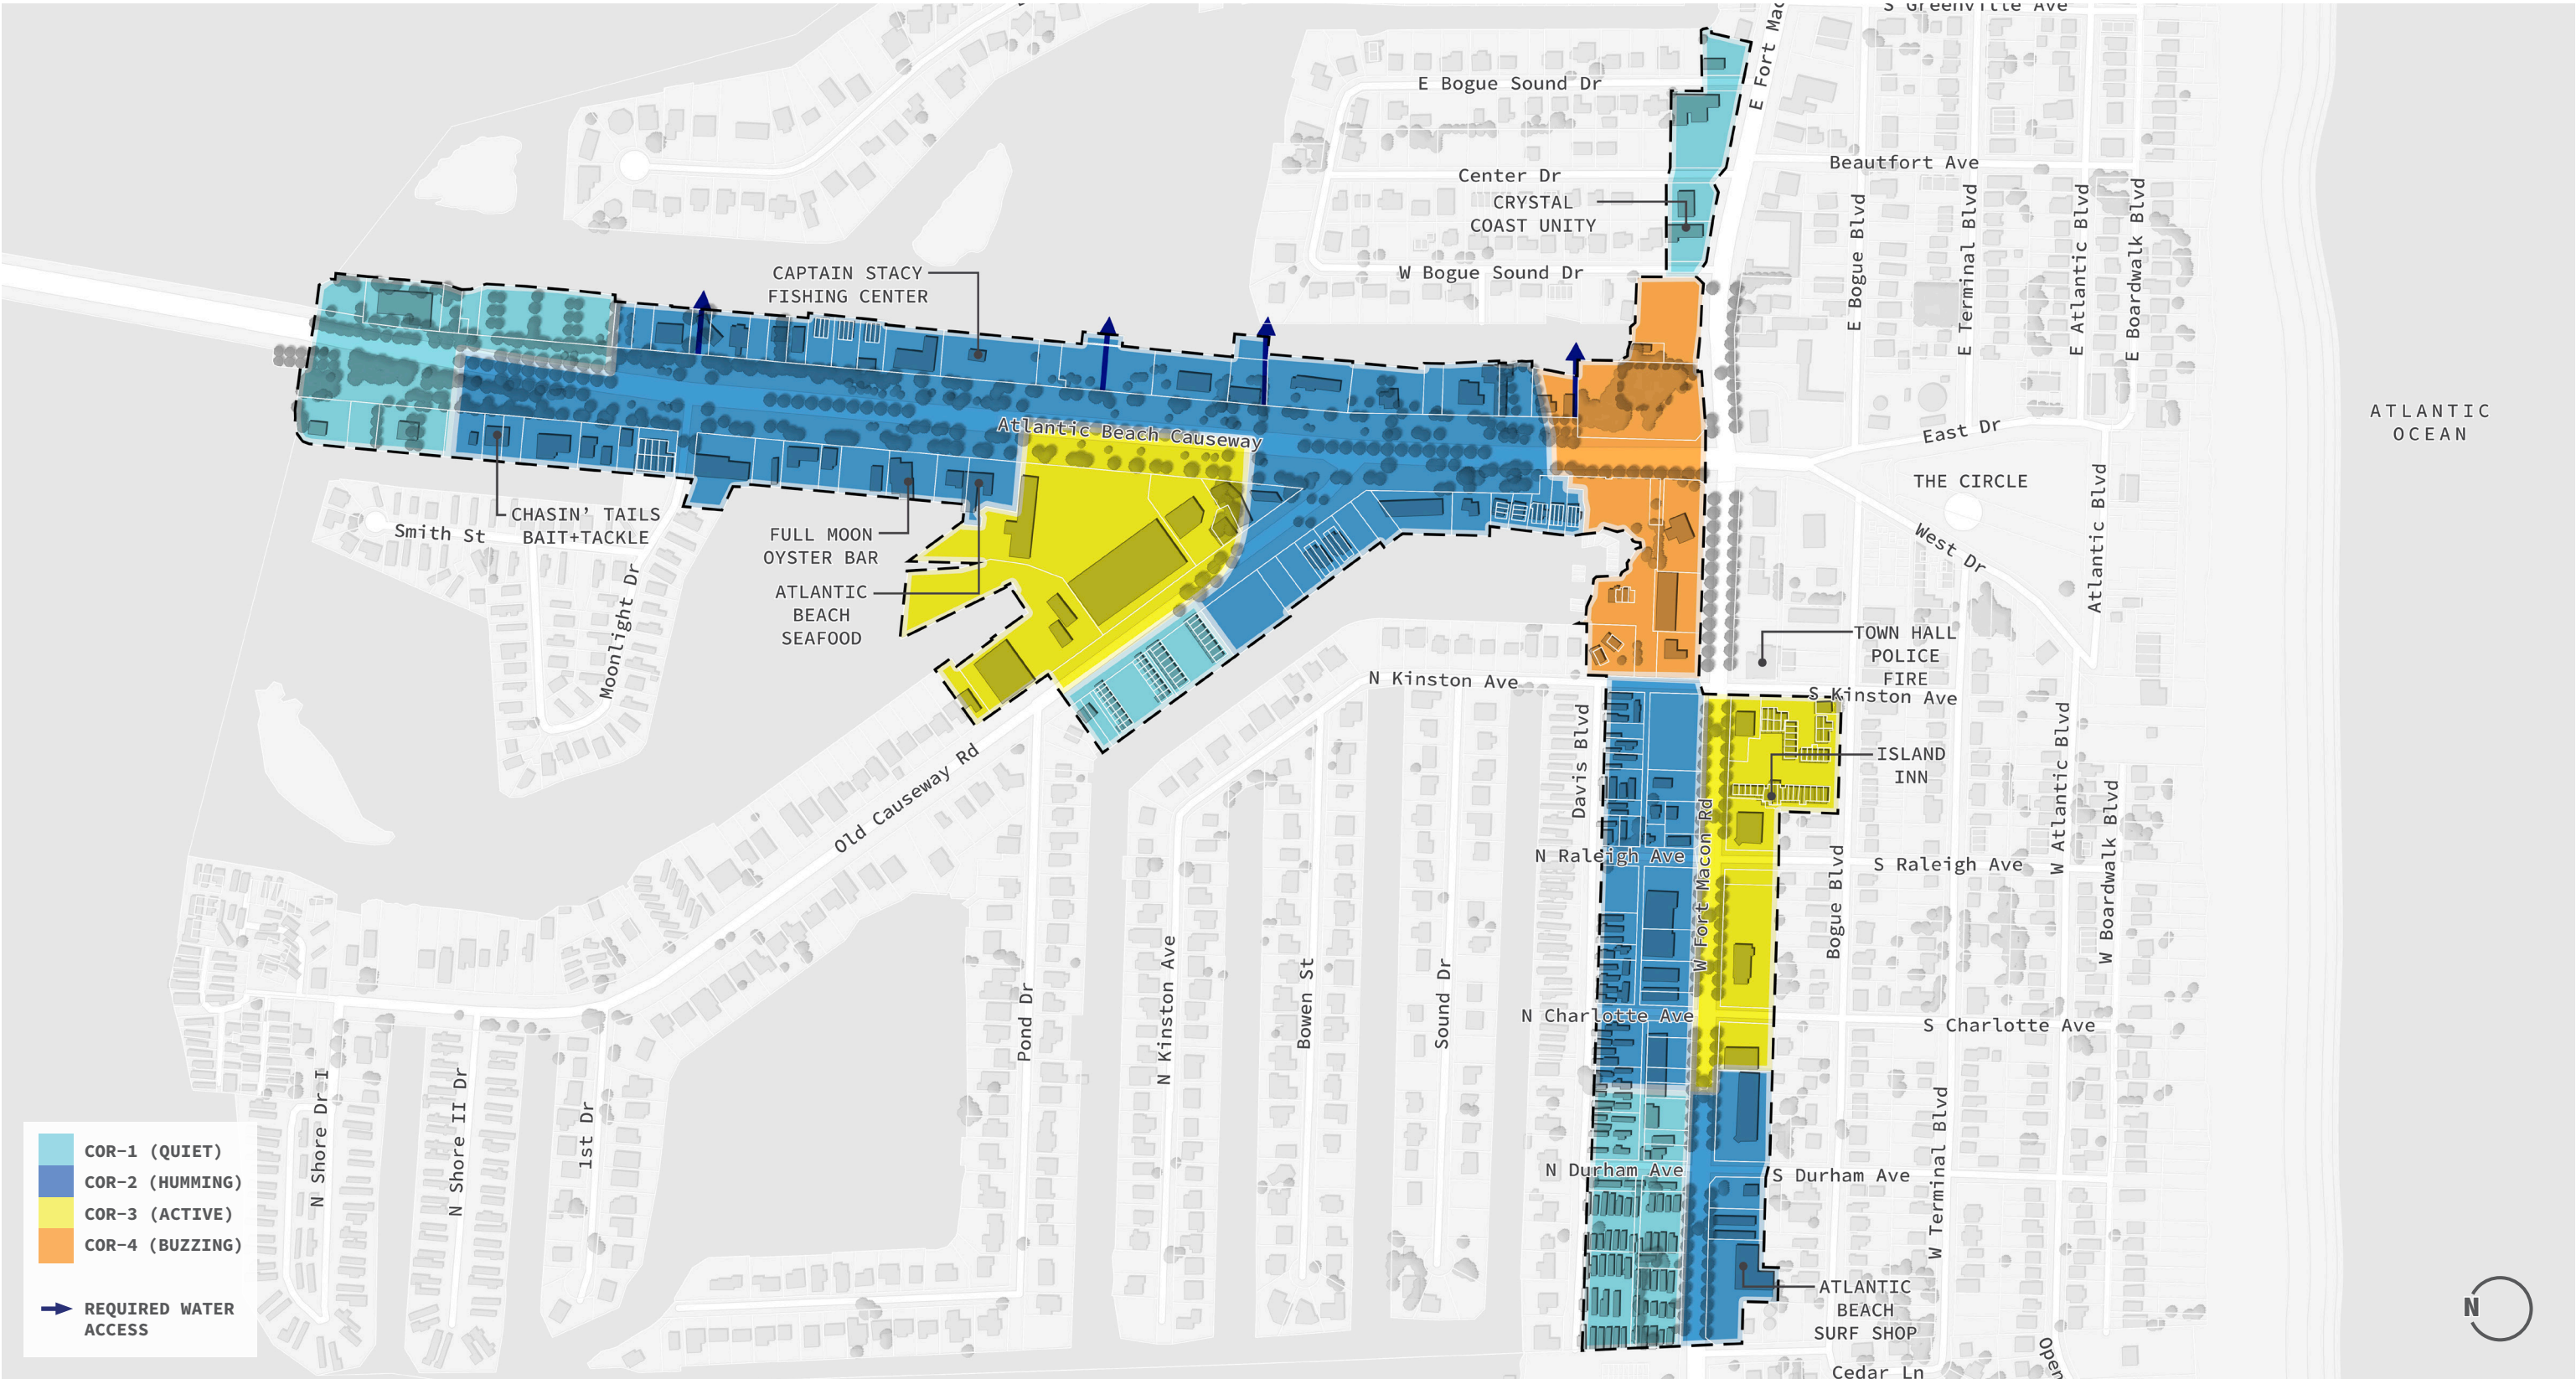 S Greenville Ave
E Fort Mac
E Bogue Sound Dr
Beautfort Ave
Center Dr
CRYSTAL
COAST UNITY
W Bogue Sound Dr
E Bogue Blvd
E Terminal Blvd
E Atlantic Blvd
E Boardwalk Blvd
CAPTAIN STACY
FISHING CENTER
Atlantic Beach Causeway
ATLANTIC
OCEAN
East Dr
THE CIRCLE
West Dr
Atlantic Blvd
CHASIN' TAILS
BAIT+TACKLE
Smith St
Moonlight Dr
FULL MOON
OYSTER BAR
ATLANTIC
BEACH
SEAFOOD
TOWN HALL
POLICE
FIRE
N Kinston Ave
S Kinston Ave
Davis Blvd
ISLAND
INN
Old Causeway Rd
W Fort Macon Rd
N Raleigh Ave
S Raleigh Ave
W Atlantic Blvd
W Boardwalk Blvd
Bogue Blvd
Pond Dr
N Kinston Ave
Bowen St
Sound Dr
N Charlotte Ave
S Charlotte Ave
N Shore Dr I
N Shore II Dr
1st Dr
N Durham Ave
S Durham Ave
W Terminal Blvd
ATLANTIC
BEACH
SURF SHOP
Cedar Ln
Open
COR-1 (QUIET)
COR-2 (HUMMING)
COR-3 (ACTIVE)
COR-4 (BUZZING)
REQUIRED WATER
ACCESS
N